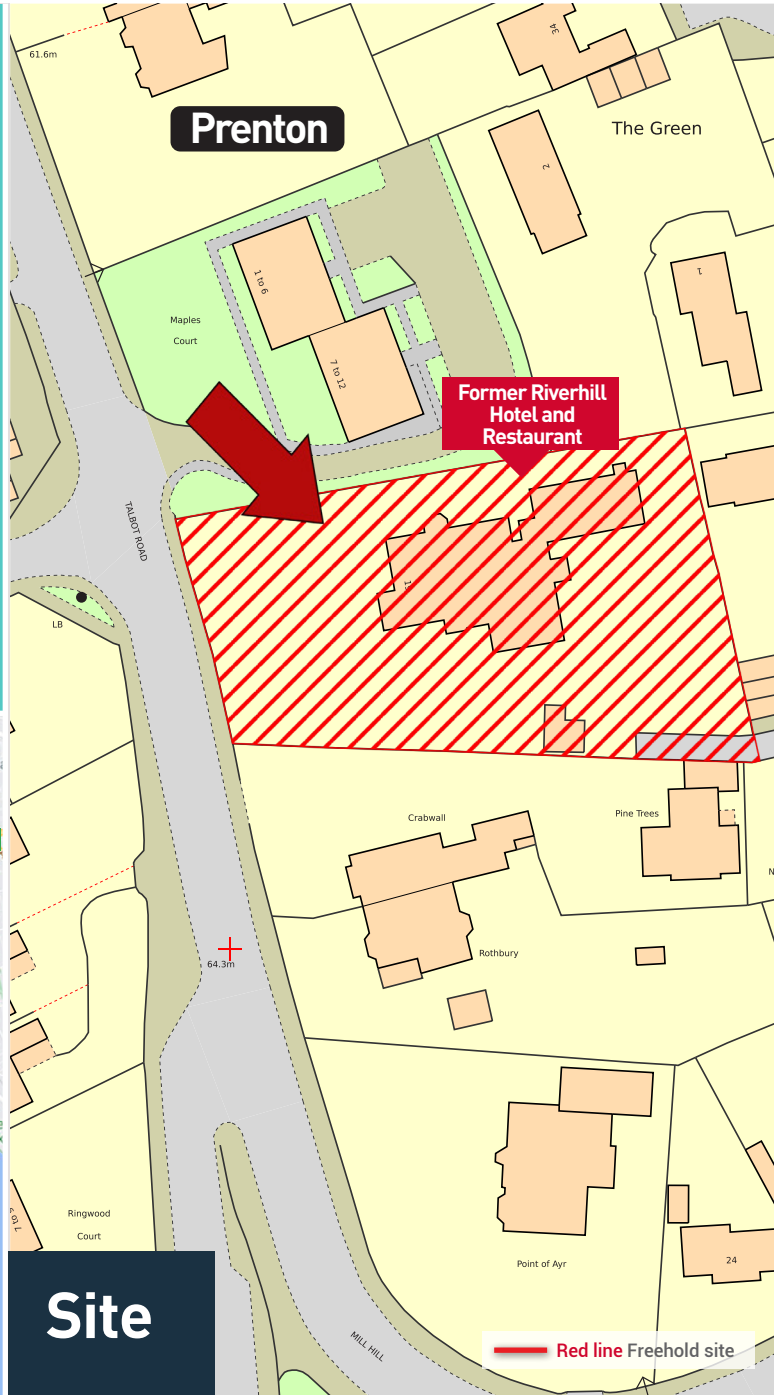 34
61.6m
Prenton
The Green
2
1 to 6
1
Maples
Court
7 to 12
Former Riverhill
Hotel and
Restaurant
TALBOT ROAD
LB
Crabwall
Pine Trees
N
Rothbury
64.3m
Ringwood
Court
Point of Ayr
24
Site
MILL HILL
Red line Freehold site